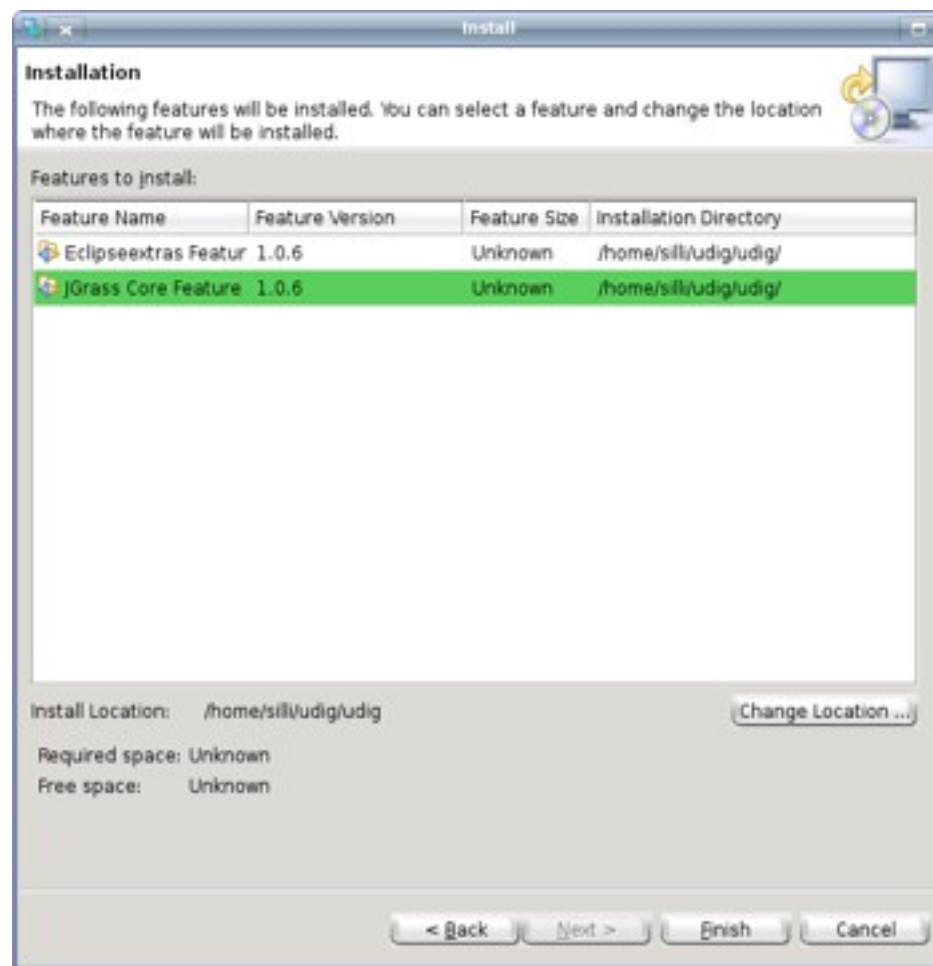 Install
Installation
The following features will be installed. You can select a feature and change the location
where the feature will be installed.
Features to install:
Feature Name Feature Version Feature Size Installation Directory
Eclipseextras Featur 1.0.6 Unknown /home/silli/udig/udig/
JGrass Core Feature 1.0.6 Unknown /home/silli/udig/udig/
Install Location: /home/silli/udig/udig
Change Location ...
Required space: Unknown
Free space: Unknown
< Back Next > Finish Cancel